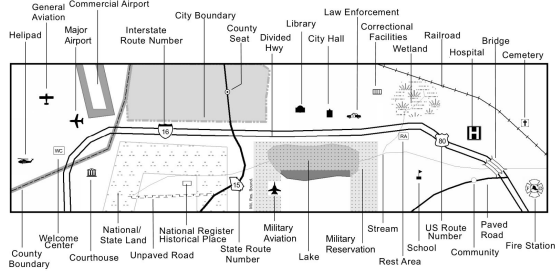 General
Aviation
Commercial Airport
Helipad
Major
Airport
Interstate
Route Number
City Boundary
County
Seat
Divided
Hwy
Library
City Hall
Law Enforcement
Correctional
Facilities
Wetland
Railroad
Hospital
Bridge
Cemetery
WC
16
RA
80
H
15
County
Boundary
Welcome
Center
Courthouse
National/
State Land
Unpaved Road
National Register
Historical Place
State Route
Number
Military
Aviation
Lake
Military
Reservation
Stream
Rest Area
School
US Route
Number
Community
Paved
Road
Fire Station